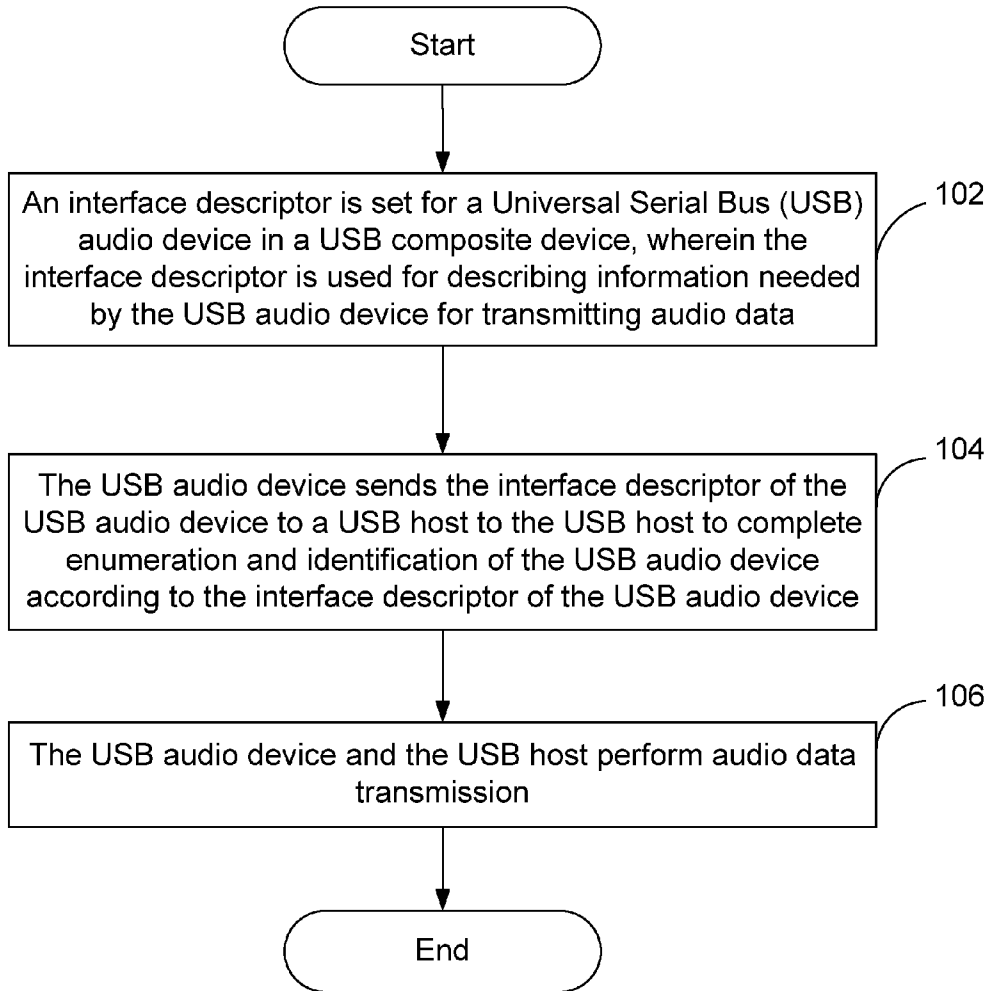 Start
An interface descriptor is set for a Universal Serial Bus (USB)
audio device in a USB composite device, wherein the
interface descriptor is used for describing information needed
by the USB audio device for transmitting audio data
102
The USB audio device sends the interface descriptor of the
USB audio device to a USB host to the USB host to complete
enumeration and identification of the USB audio device
according to the interface descriptor of the USB audio device
104
The USB audio device and the USB host perform audio data
transmission
106
End